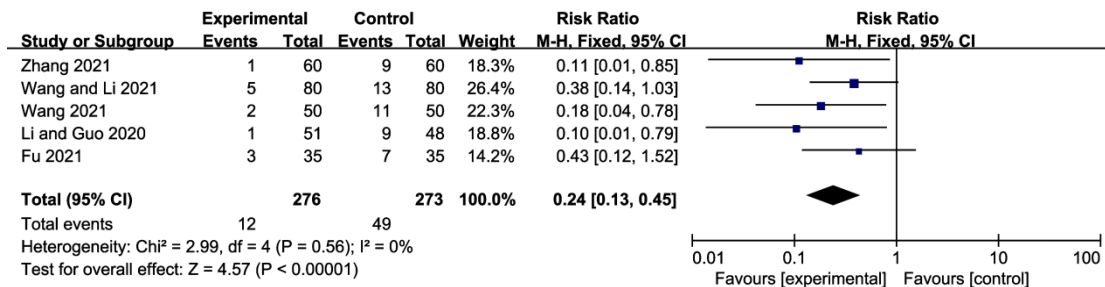 Experimental Control Risk Ratio Risk Ratio
Study or Subgroup Events Total Events Total Weight M-H, Fixed, 95% CI M-H, Fixed, 95% CI
Zhang 2021 1 60 9 60 18.3% 0.11 [0.01, 0.85]
Wang and Li 2021 5 80 13 80 26.4% 0.38 [0.14, 1.03]
Wang 2021 2 50 11 50 22.3% 0.18 [0.04, 0.78]
Li and Guo 2020 1 51 9 48 18.8% 0.10 [0.01, 0.79]
Fu 2021 3 35 7 35 14.2% 0.43 [0.12, 1.52]
Total (95% CI) 276 273 100.0% 0.24 [0.13, 0.45]
Total events 12 49
Heterogeneity: Chi² = 2.99, df = 4 (P = 0.56); I² = 0%
Test for overall effect: Z = 4.57 (P < 0.00001)
0.01 0.1 1 10 100
Favours [experimental] Favours [control]